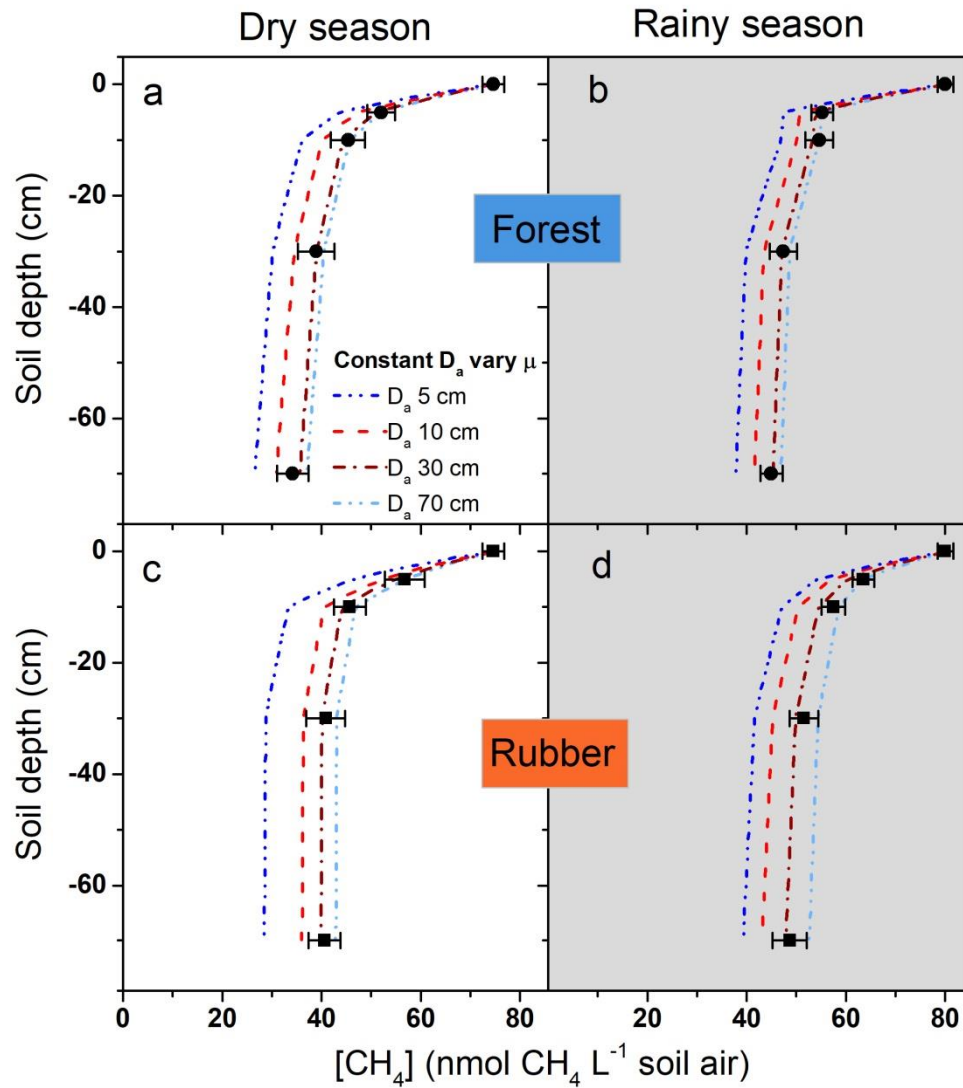 Dry season
Rainy season
a
b
0
-20
-40
-60
Soil depth (cm)
Forest
Constant Dₐ vary μ
Dₐ 5 cm
Dₐ 10 cm
Dₐ 30 cm
Dₐ 70 cm
c
d
0
-20
-40
-60
Soil depth (cm)
Rubber
0 20 40 60 80
20 40 60 80
[CH₄] (nmol CH₄ L⁻¹ soil air)